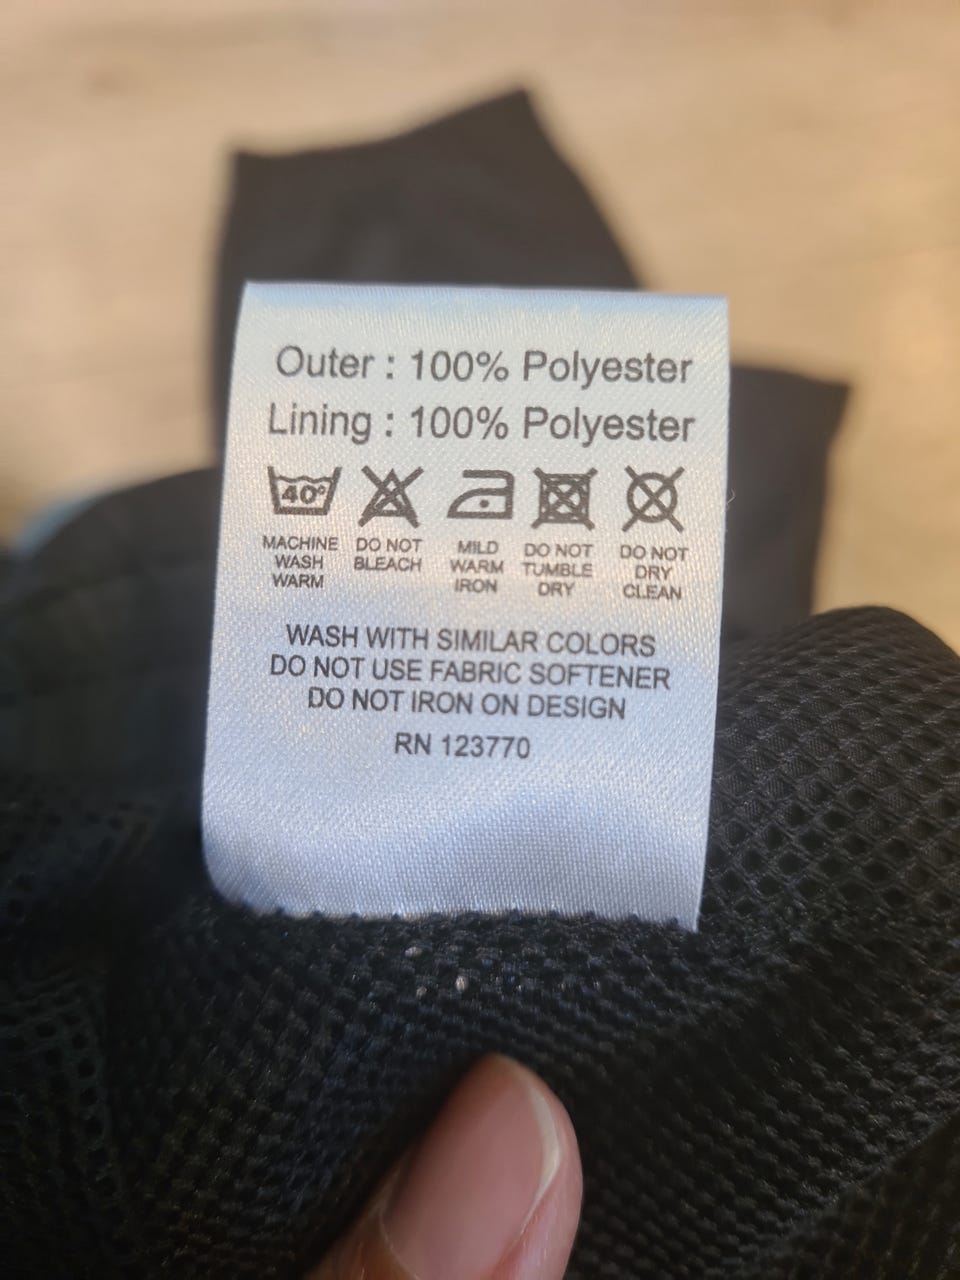 Outer : 100% Polyester
Lining : 100% Polyester
40°
MACHINE WASH WARM
DO NOT BLEACH
MILD WARM IRON
DO NOT TUMBLE DRY
DO NOT DRY CLEAN
WASH WITH SIMILAR COLORS
DO NOT USE FABRIC SOFTENER
DO NOT IRON ON DESIGN
RN 123770